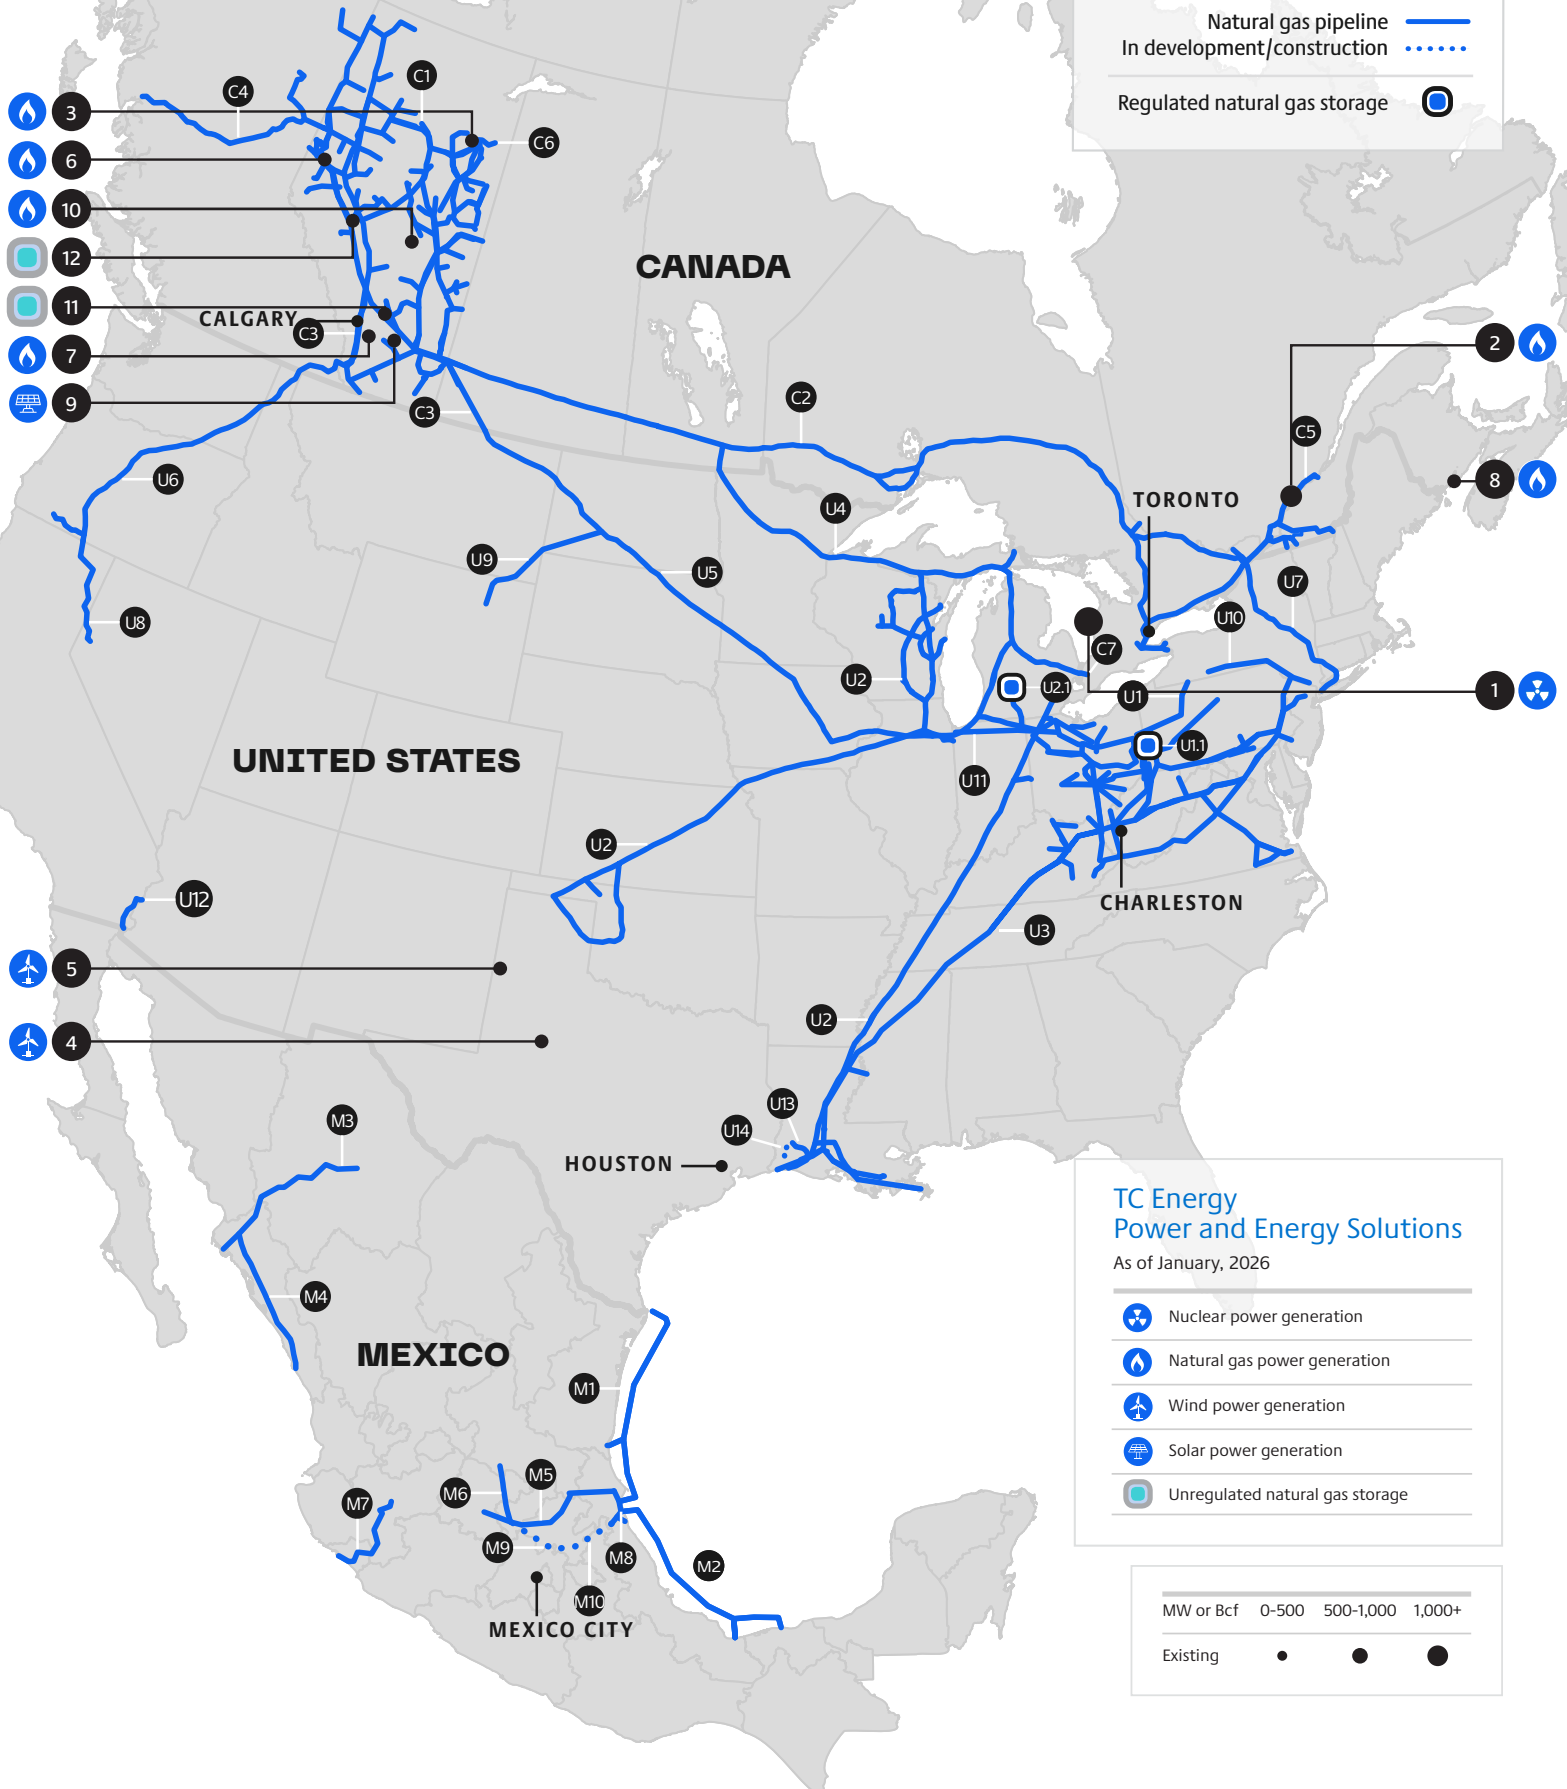 Natural gas pipeline
In development/construction
Regulated natural gas storage
C1
C4
3
C6
6
10
CANADA
12
11
CALGARY
C3
7
2
9
C2
C3
C5
U6
8
TORONTO
U4
U9
U5
U7
U8
U10
C7
U2
U2.1
U1
1
U1.1
UNITED STATES
U11
U2
U12
CHARLESTON
U3
5
U2
4
U13
M3
U14
HOUSTON
TC Energy
Power and Energy Solutions
As of January, 2026
Nuclear power generation
Natural gas power generation
Wind power generation
Solar power generation
Unregulated natural gas storage
M4
MEXICO
M1
M5
M6
M7
M9
M8
M2
M10
MEXICO CITY
MW or Bcf 0-500 500-1,000 1,000+
Existing